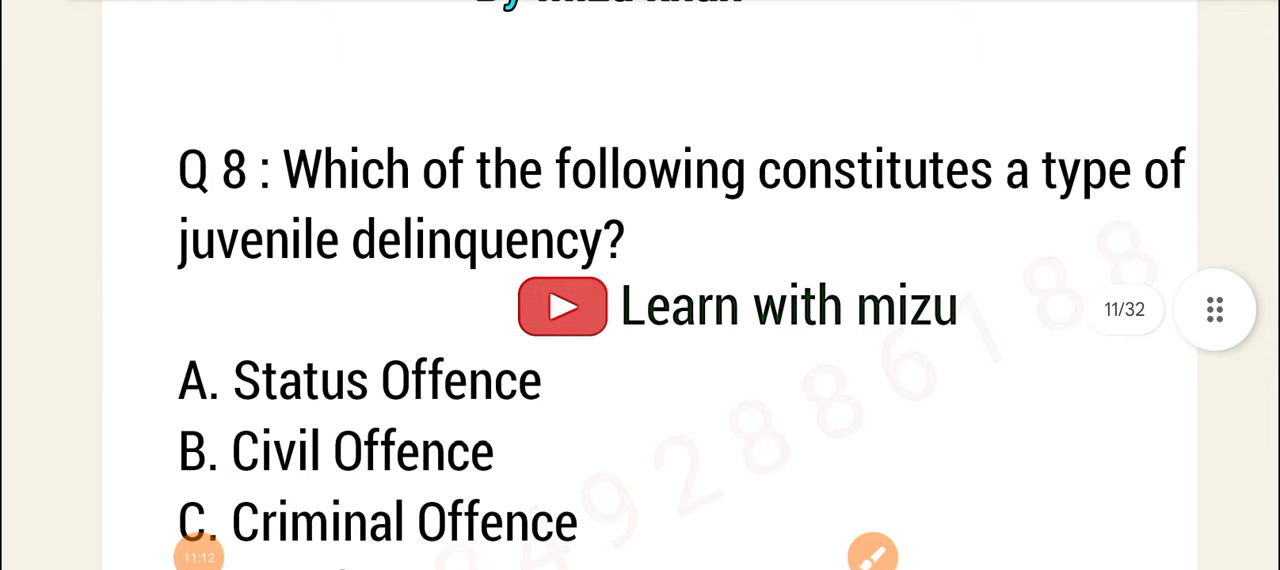 Q 8 : Which of the following constitutes a type of
juvenile delinquency?
Learn with mizu
11/32
A. Status Offence
B. Civil Offence
C. Criminal Offence
11:12